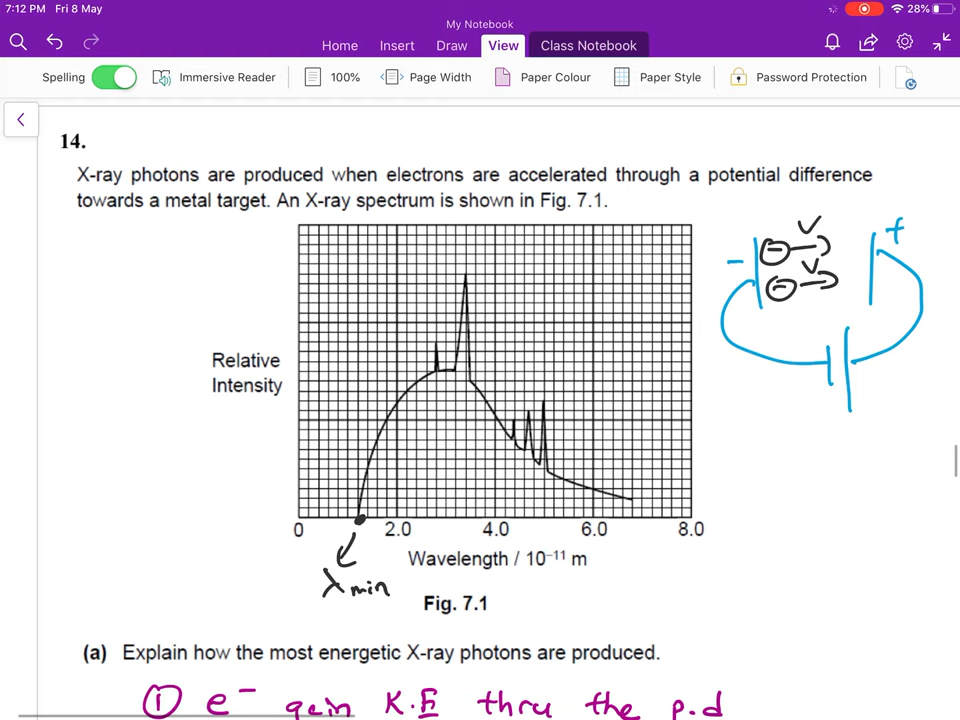 7:12 PM Fri 8 May 28%
My Notebook
Home Insert Draw View Class Notebook
Spelling Immersive Reader 100% Page Width Paper Colour Paper Style Password Protection
14.
X-ray photons are produced when electrons are accelerated through a potential difference
towards a metal target. An X-ray spectrum is shown in Fig. 7.1.
v
+
− −
v
−
Relative
Intensity
0 2.0 4.0 6.0 8.0
Wavelength / 10⁻¹¹ m
λmin
Fig. 7.1
(a) Explain how the most energetic X-ray photons are produced.
① e⁻ gain K.E thru the p.d